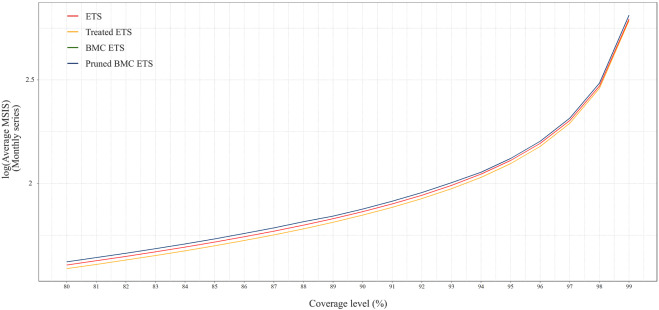 ETS
Treated ETS
BMC ETS
Pruned BMC ETS
log(Average MSIS)
(Monthly series)
2.5
2
80 81 82 83 84 85 86 87 88 89 90 91 92 93 94 95 96 97 98 99
Coverage level (%)